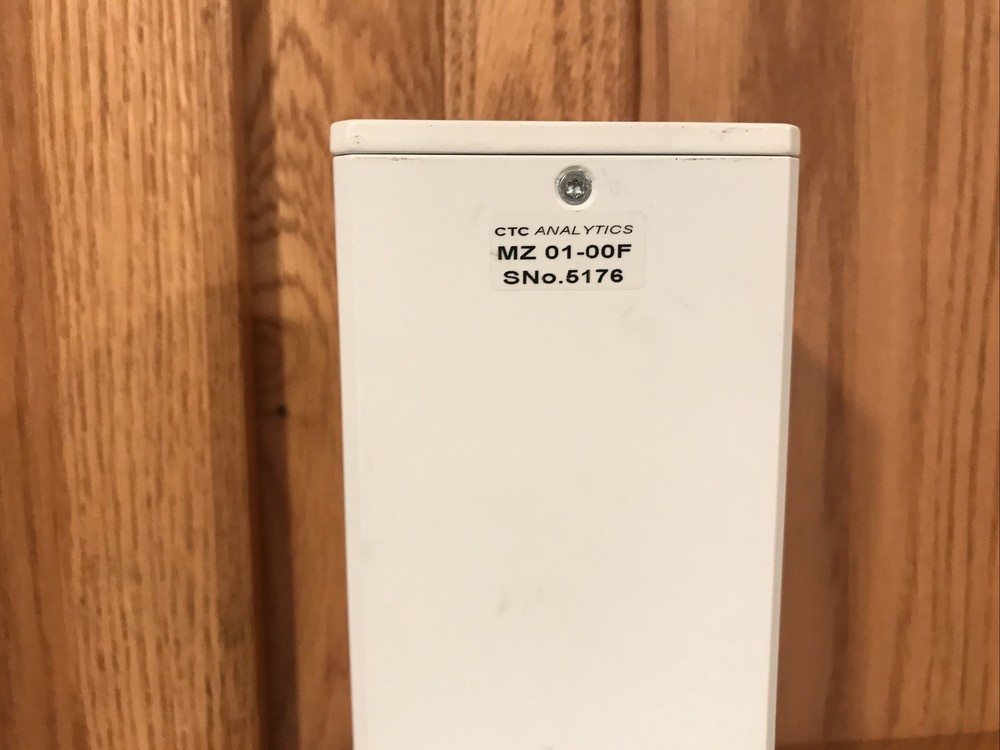 CTC ANALYTICS
MZ 01-00F
SNo.5176